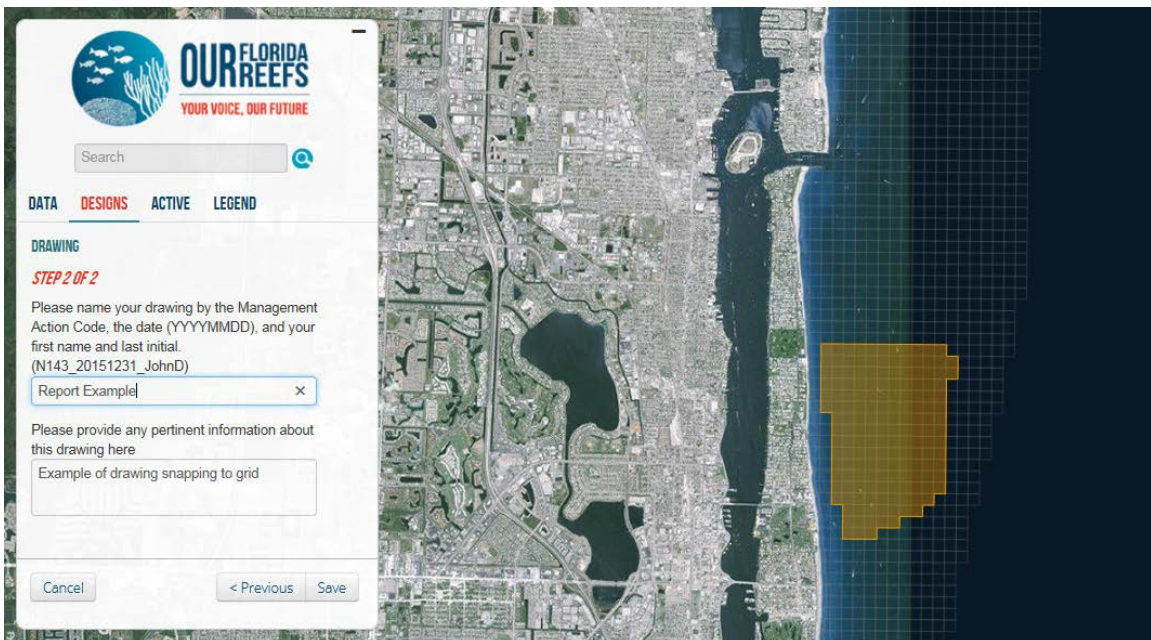 OUR FLORIDA REEFS
YOUR VOICE, OUR FUTURE
Search
DATA DESIGNS ACTIVE LEGEND
DRAWING
STEP 2 OF 2
Please name your drawing by the Management
Action Code, the date (YYYYMMDD), and your
first name and last initial.
(N143_20151231_JohnD)
Report Example
Please provide any pertinent information about
this drawing here
Example of drawing snapping to grid
Cancel < Previous Save